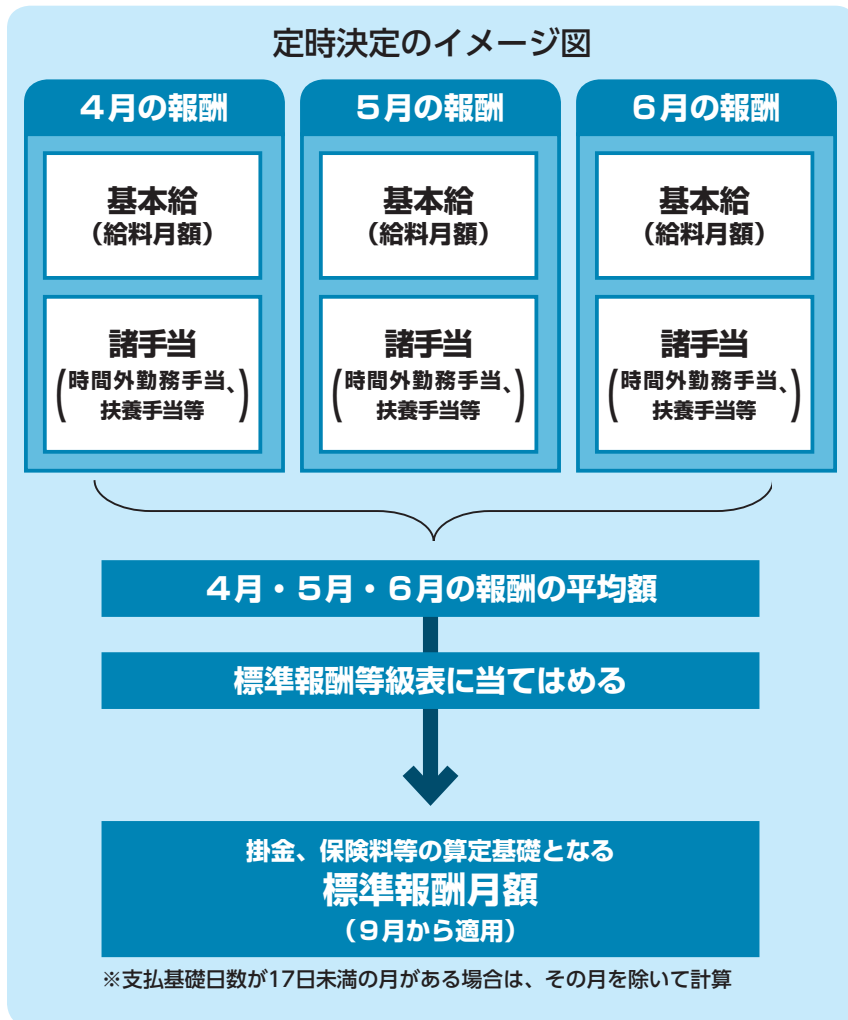 定時決定のイメージ図
4月の報酬
基本給
(給料月額)
諸手当
(時間外勤務手当、
扶養手当等)
5月の報酬
基本給
(給料月額)
諸手当
(時間外勤務手当、
扶養手当等)
6月の報酬
基本給
(給料月額)
諸手当
(時間外勤務手当、
扶養手当等)
4月・5月・6月の報酬の平均額
標準報酬等級表に当てはめる
掛金、保険料等の算定基礎となる
標準報酬月額
(9月から適用)
※支払基礎日数が17日未満の月がある場合は、その月を除いて計算